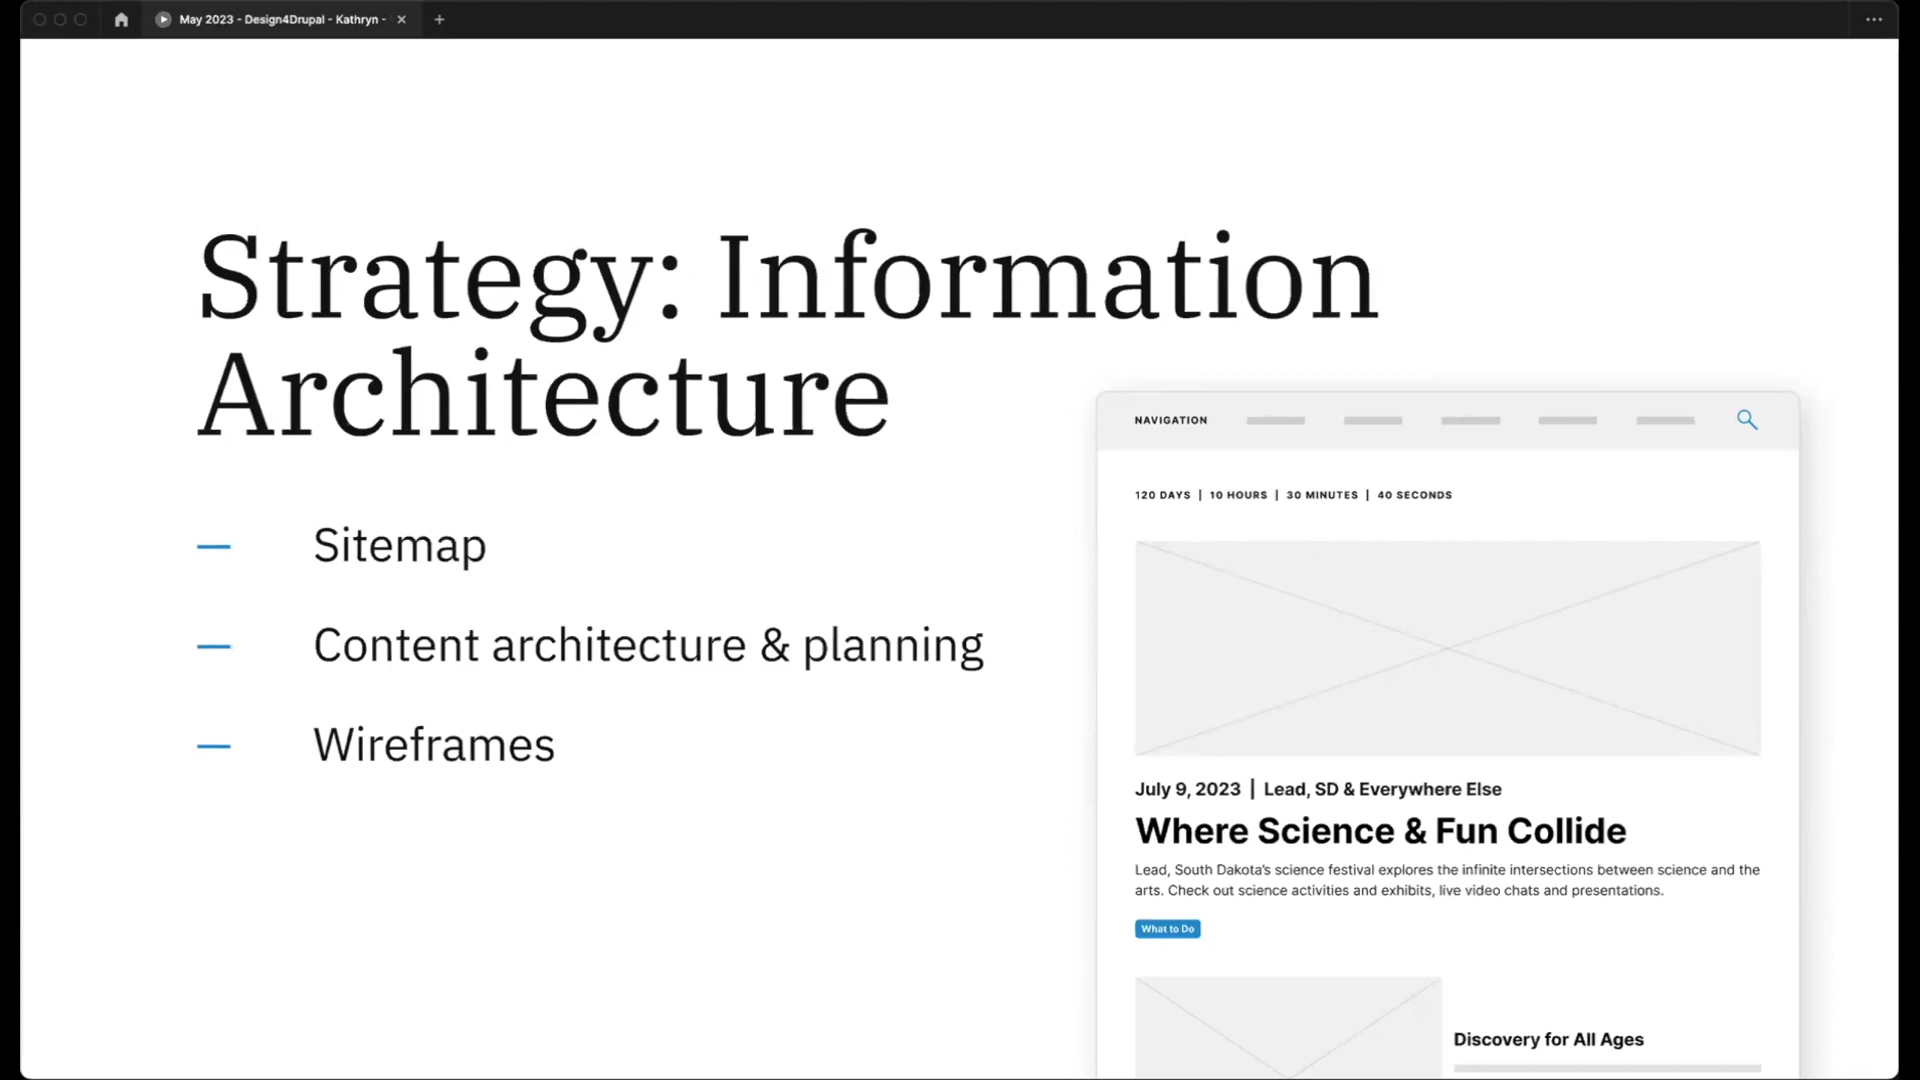 May 2023 - Design4Drupal - Kathryn -
Strategy: Information
Architecture
Sitemap
Content architecture & planning
Wireframes
NAVIGATION
120 DAYS | 10 HOURS | 30 MINUTES | 40 SECONDS
July 9, 2023 | Lead, SD & Everywhere Else
Where Science & Fun Collide
Lead, South Dakota's science festival explores the infinite intersections between science and the
arts. Check out science activities and exhibits, live video chats and presentations.
What to Do
Discovery for All Ages